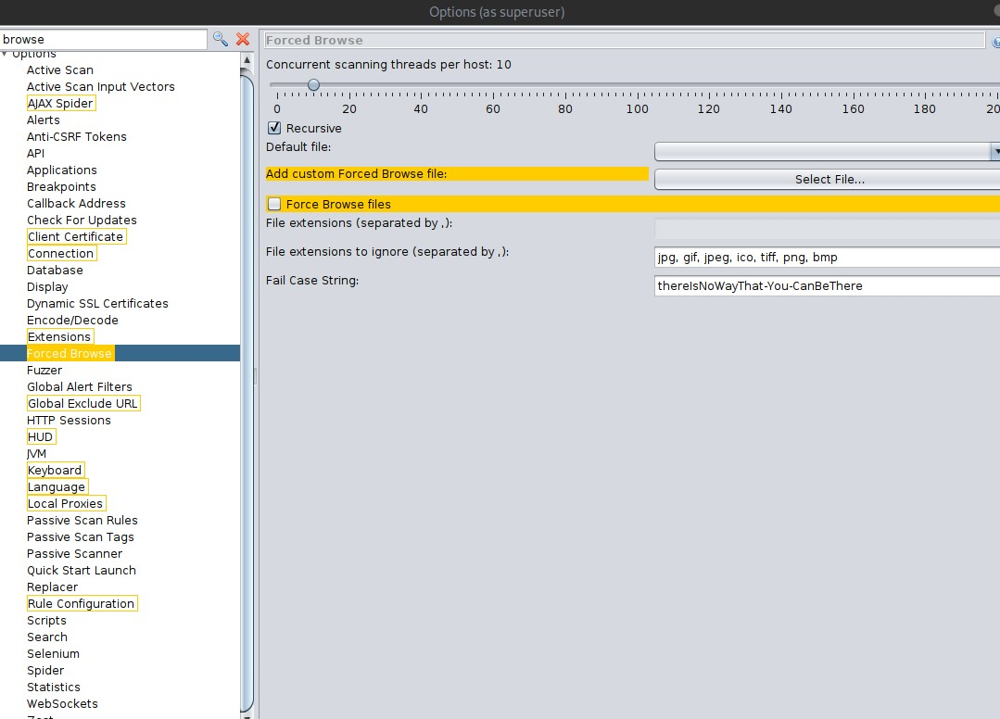 Options (as superuser)
browse
Options
Active Scan
Active Scan Input Vectors
AJAX Spider
Alerts
Anti-CSRF Tokens
API
Applications
Breakpoints
Callback Address
Check For Updates
Client Certificate
Connection
Database
Display
Dynamic SSL Certificates
Encode/Decode
Extensions
Forced Browse
Fuzzer
Global Alert Filters
Global Exclude URL
HTTP Sessions
HUD
JVM
Keyboard
Language
Local Proxies
Passive Scan Rules
Passive Scan Tags
Passive Scanner
Quick Start Launch
Replacer
Rule Configuration
Scripts
Search
Selenium
Spider
Statistics
WebSockets
Forced Browse
Concurrent scanning threads per host: 10
0 20 40 60 80 100 120 140 160 180 20
Recursive
Default file:
Add custom Forced Browse file: Select File...
Force Browse files
File extensions (separated by ,):
File extensions to ignore (separated by ,): jpg, gif, jpeg, ico, tiff, png, bmp
Fail Case String: thereIsNoWayThat-You-CanBeThere